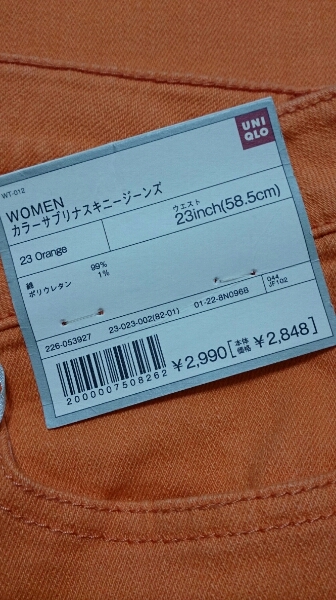 WT-012
UNI
QLO
WOMEN
カラーサブリナスキニージーンズ
23 Orange
ウエスト
23inch(58.5cm)
綿 99%
ポリウレタン 1%
226-053927 23-023-002(82-01) 01-22-8N096B
044
JF102
2000007508262
¥2,990[本体価格 ¥2,848]